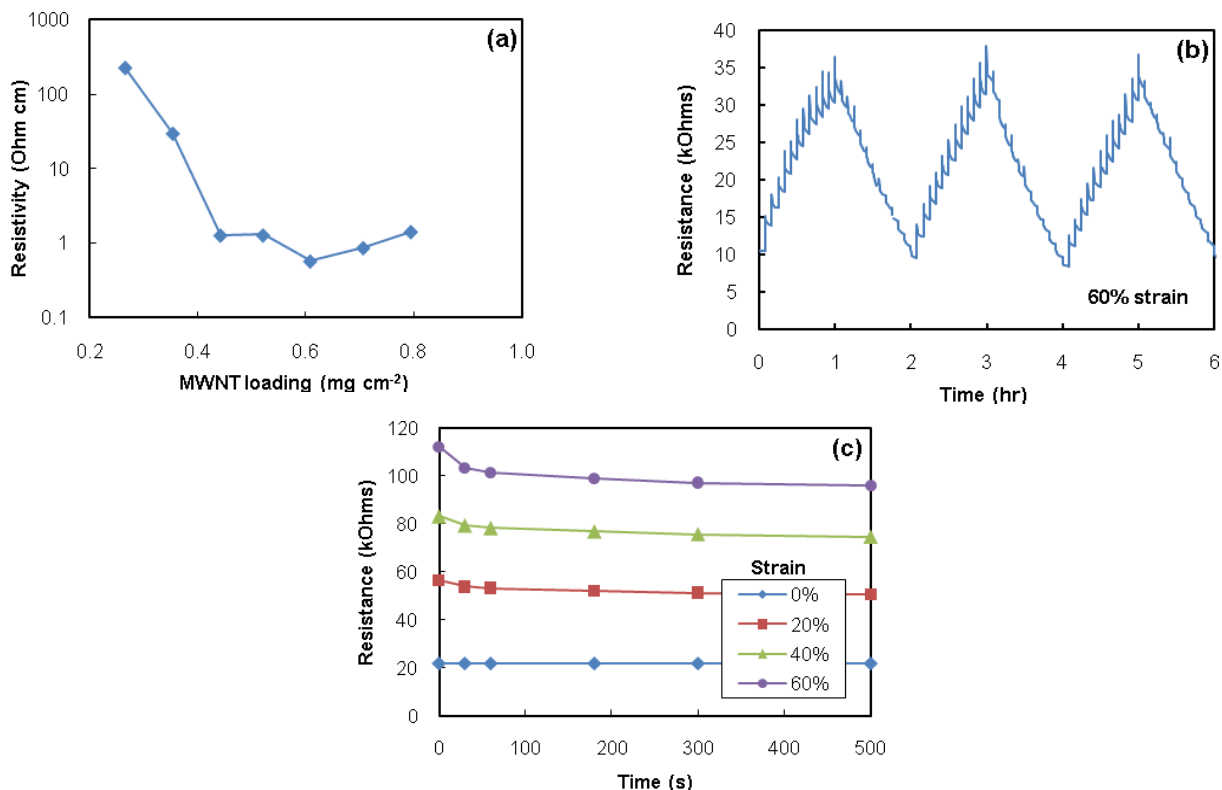 (a)
Resistivity (Ohm cm)
1000
100
10
1
0.1
0.2 0.4 0.6 0.8 1.0
MWNT loading (mg cm-2)
(b)
Resistance (kOhms)
40
35
30
25
20
15
10
5
0
60% strain
0 1 2 3 4 5 6
Time (hr)
(c)
Resistance (kOhms)
120
100
80
60
40
20
0
Strain
0%
20%
40%
60%
0 100 200 300 400 500
Time (s)